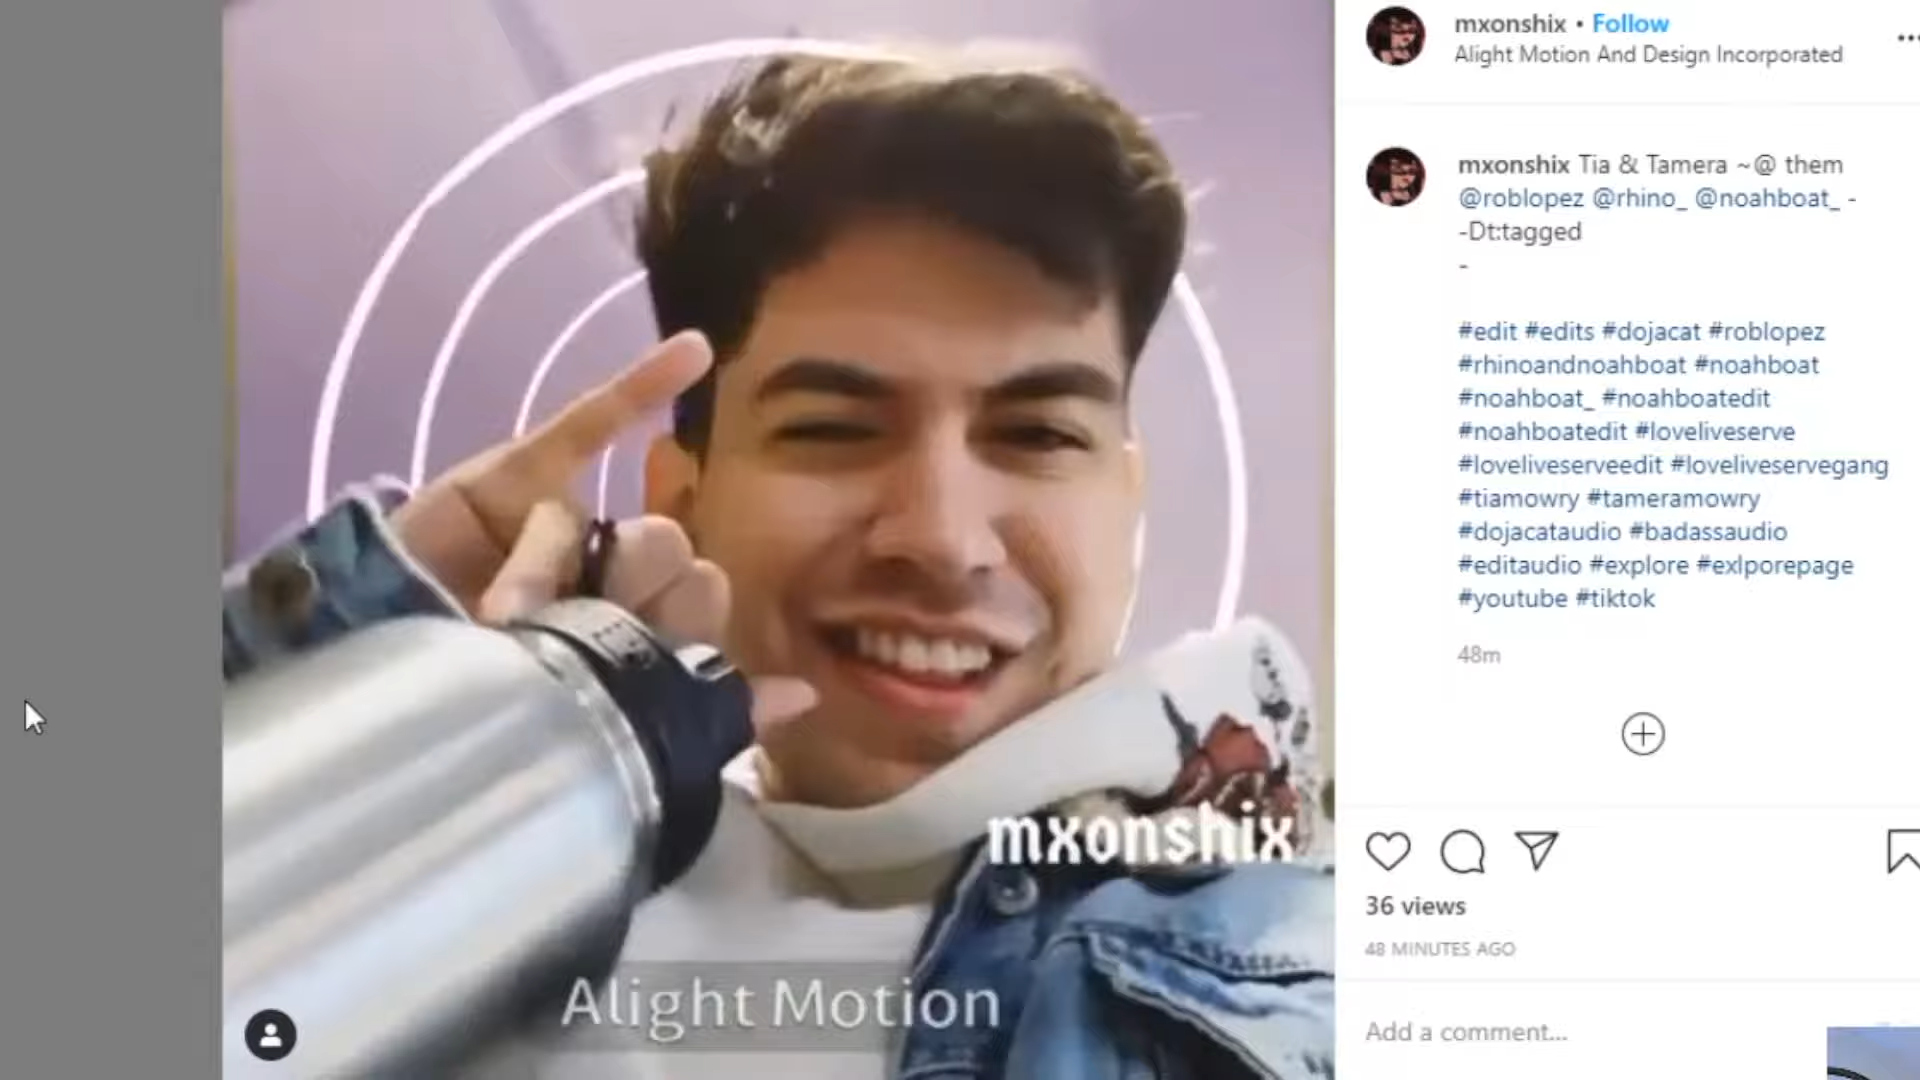 mxonshix • Follow
Alight Motion And Design Incorporated
mxonshix Tia & Tamera ~@ them
@roblopez @rhino_ @noahboat_ -
-Dt:tagged
-
#edit #edits #dojacat #roblopez
#rhinoandnoahboat #noahboat
#noahboat_ #noahboatedit
#noahboatedit #loveliveserve
#loveliveserveedit #loveliveservegang
#tiamowry #tameramowry
#dojacataudio #badassaudio
#editaudio #explore #exlporepage
#youtube #tiktok
48m
mxonshix
Alight Motion
36 views
48 MINUTES AGO
Add a comment...